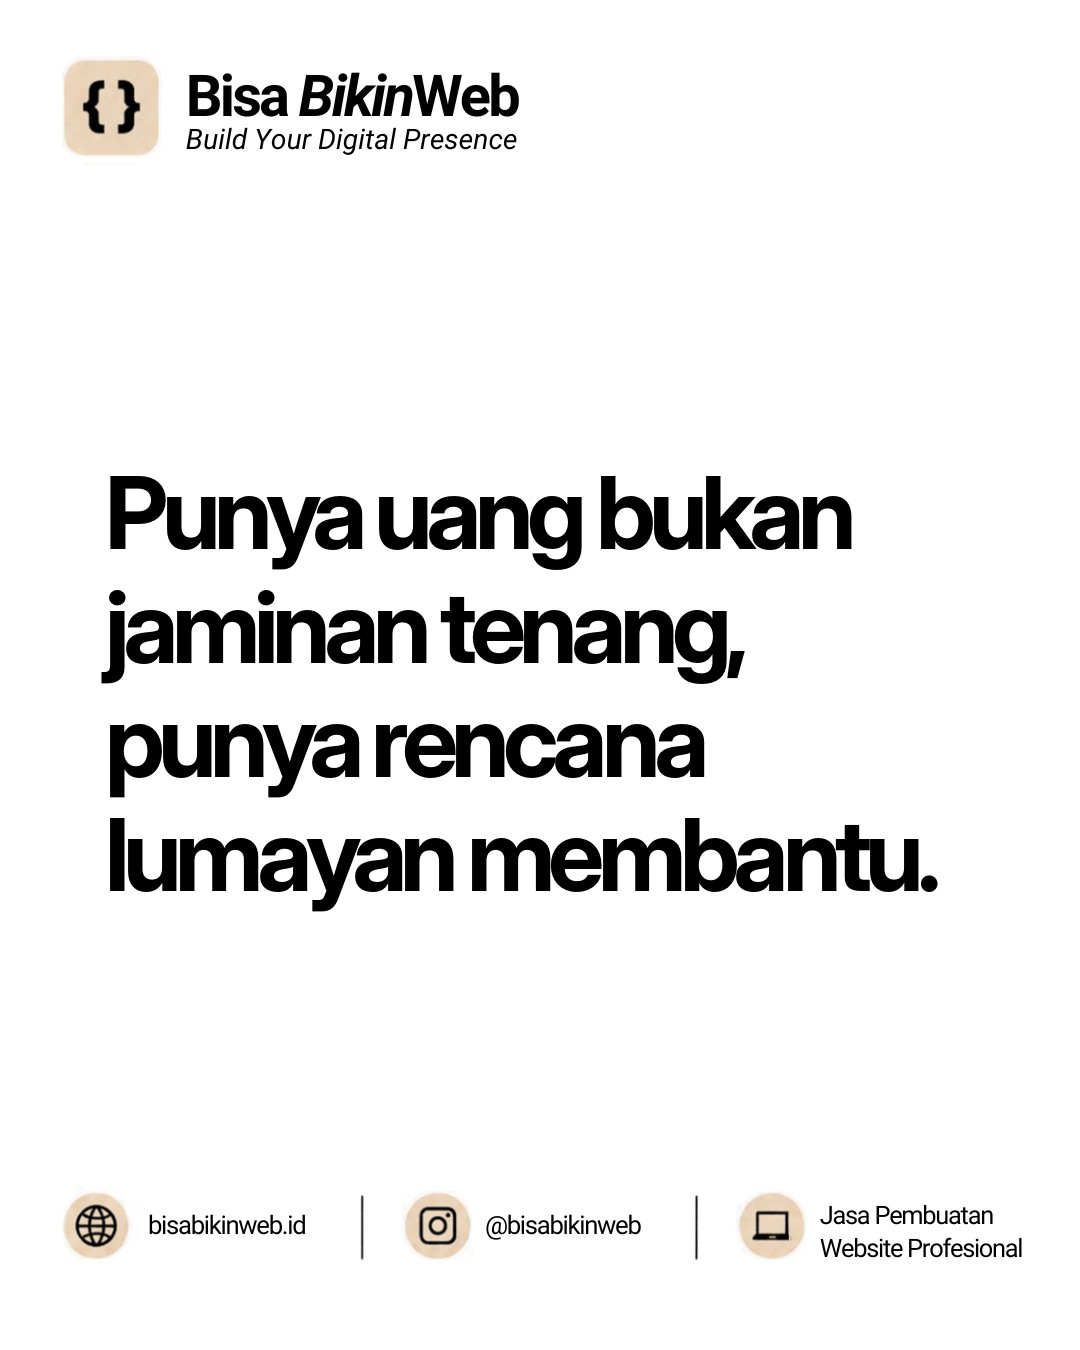 { }
Bisa BikinWeb
Build Your Digital Presence
Punya uang bukan
jaminan tenang,
punya rencana
lumayan membantu.
bisabikinweb.id
@bisabikinweb
Jasa Pembuatan
Website Profesional